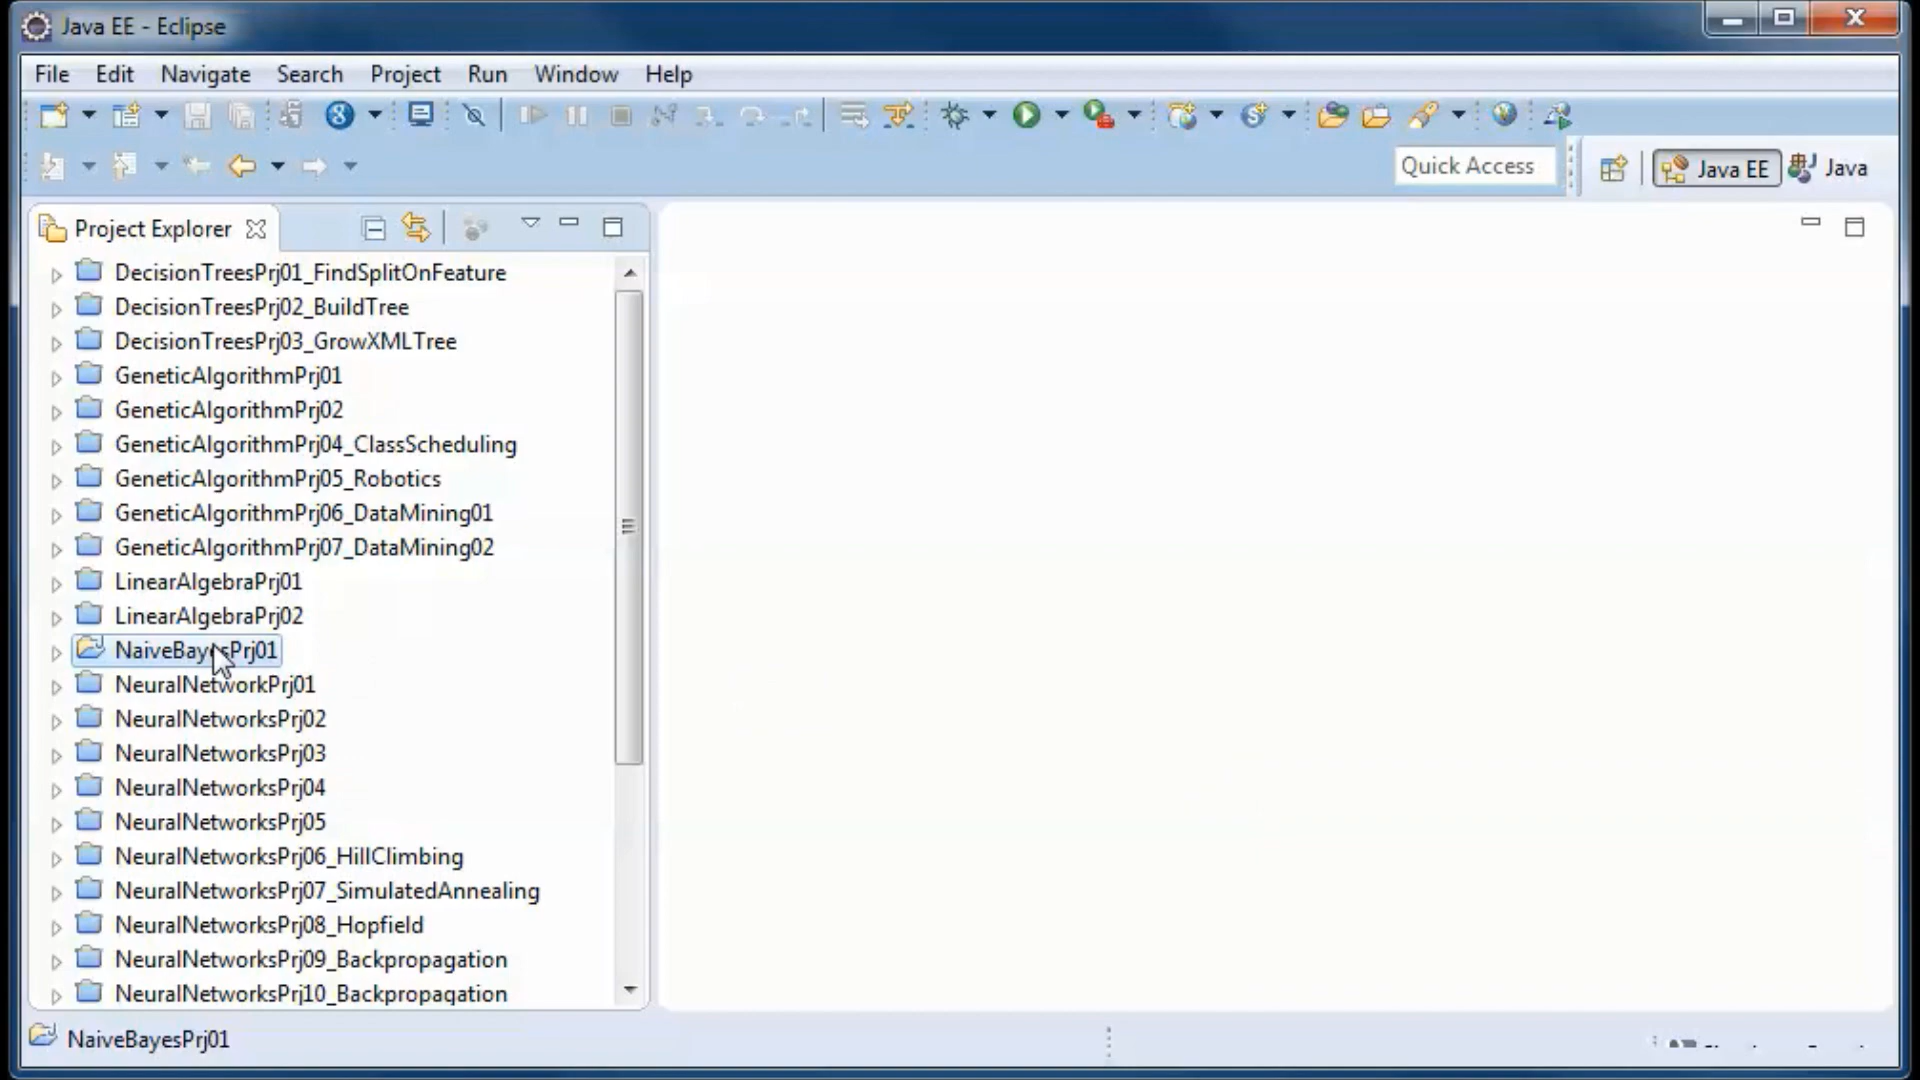 Java EE - Eclipse
File Edit Navigate Search Project Run Window Help
Quick Access
Java EE
Java
Project Explorer
DecisionTreesPrj01_FindSplitOnFeature
DecisionTreesPrj02_BuildTree
DecisionTreesPrj03_GrowXMLTree
GeneticAlgorithmPrj01
GeneticAlgorithmPrj02
GeneticAlgorithmPrj04_ClassScheduling
GeneticAlgorithmPrj05_Robotics
GeneticAlgorithmPrj06_DataMining01
GeneticAlgorithmPrj07_DataMining02
LinearAlgebraPrj01
LinearAlgebraPrj02
NaiveBayesPrj01
NeuralNetworkPrj01
NeuralNetworksPrj02
NeuralNetworksPrj03
NeuralNetworksPrj04
NeuralNetworksPrj05
NeuralNetworksPrj06_HillClimbing
NeuralNetworksPrj07_SimulatedAnnealing
NeuralNetworksPrj08_Hopfield
NeuralNetworksPrj09_Backpropagation
NeuralNetworksPrj10_Backpropagation
NaiveBayesPrj01